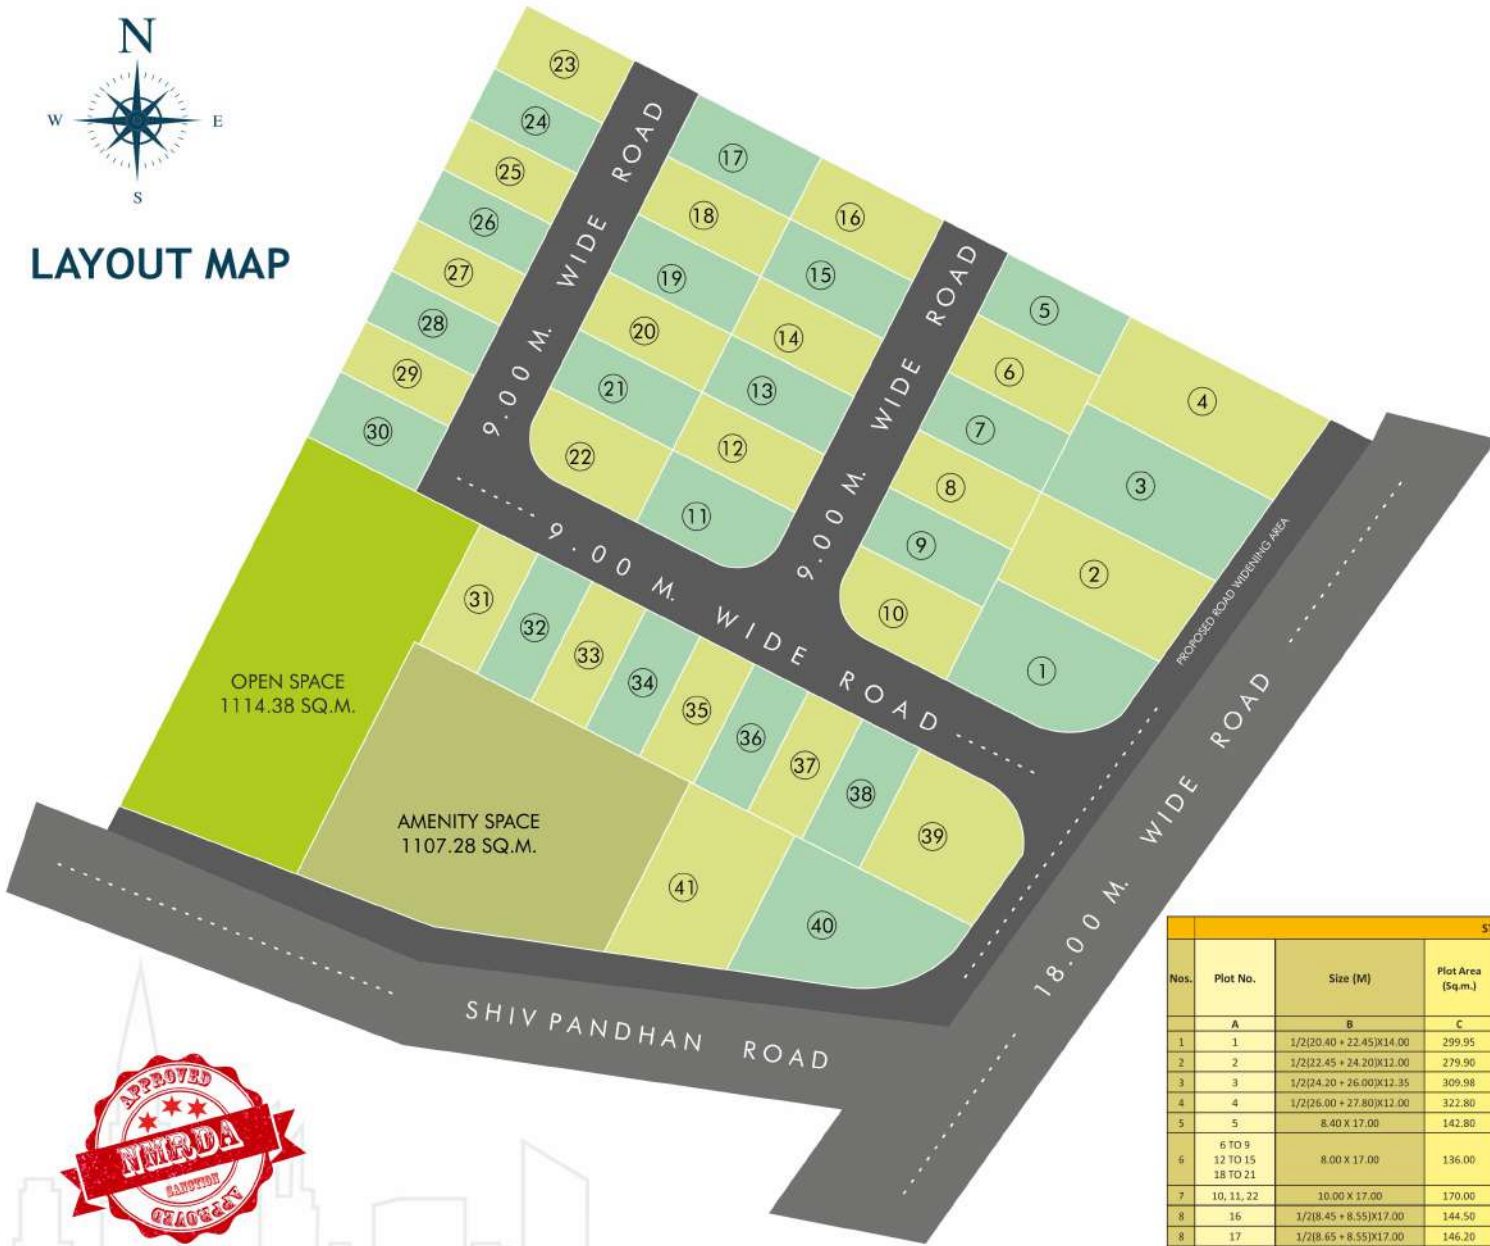 N
W E
S
LAYOUT MAP
23
24
25
26
27
28
29
30
9.00 M. WIDE ROAD
17
18
19
20
21
22
16
15
14
13
12
11
9.00 M. WIDE ROAD
5
6
7
8
9
10
4
3
2
1
PROPOSED ROAD WIDENING AREA
9.00 M. WIDE ROAD
31
32
33
34
35
36
37
38
39
40
41
OPEN SPACE
1114.38 SQ.M.
AMENITY SPACE
1107.28 SQ.M.
SHIV PANDHAN ROAD
18.00 M. WIDE ROAD
APPROVED
NMRDA
SANCTION
APPROVED
Nos. Plot No. Size (M) Plot Area (Sq.m.)
A B C
1 1 1/2(20.40 + 22.45)X14.00 299.95
2 2 1/2(22.45 + 24.20)X12.00 279.90
3 3 1/2(24.20 + 26.00)X12.35 309.98
4 4 1/2(26.00 + 27.80)X12.00 322.80
5 5 8.40 X 17.00 142.80
6 6 TO 9 12 TO 15 18 TO 21 8.00 X 17.00 136.00
7 10, 11, 22 10.00 X 17.00 170.00
8 16 1/2(8.45 + 8.55)X17.00 144.50
8 17 1/2(8.65 + 8.55)X17.00 146.20